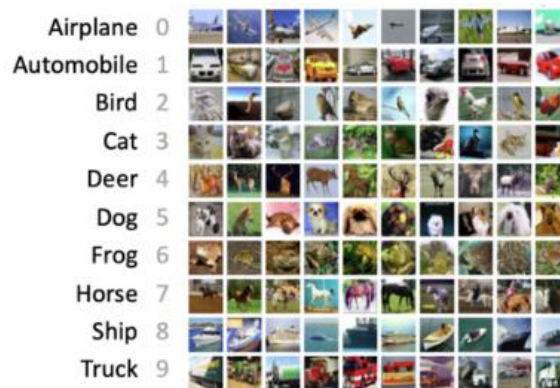 Airplane 0
Automobile 1
Bird 2
Cat 3
Deer 4
Dog 5
Frog 6
Horse 7
Ship 8
Truck 9